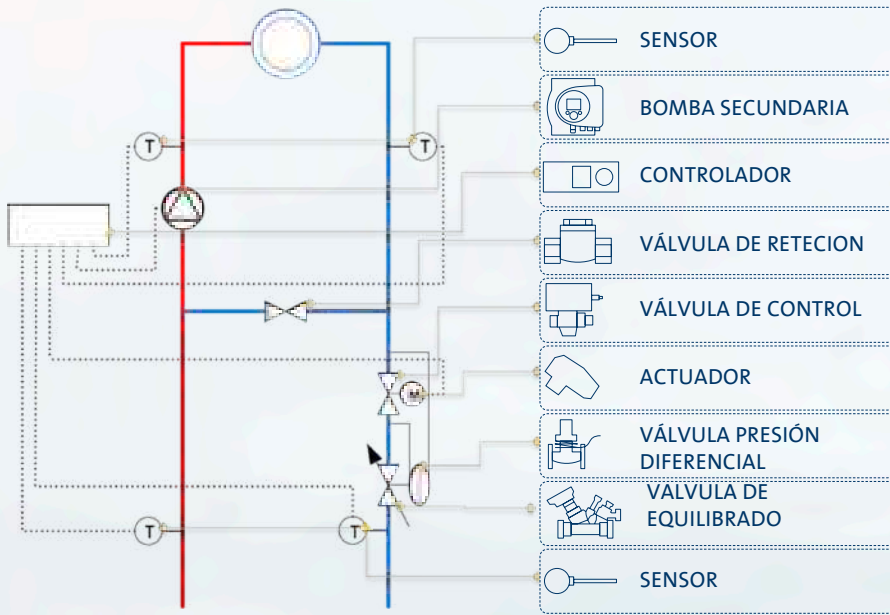 SENSOR
BOMBA SECUNDARIA
T
T
CONTROLADOR
VÁLVULA DE RETECION
VÁLVULA DE CONTROL
M
ACTUADOR
VÁLVULA PRESIÓN
DIFERENCIAL
VALVULA DE
EQUILIBRADO
T
T
SENSOR